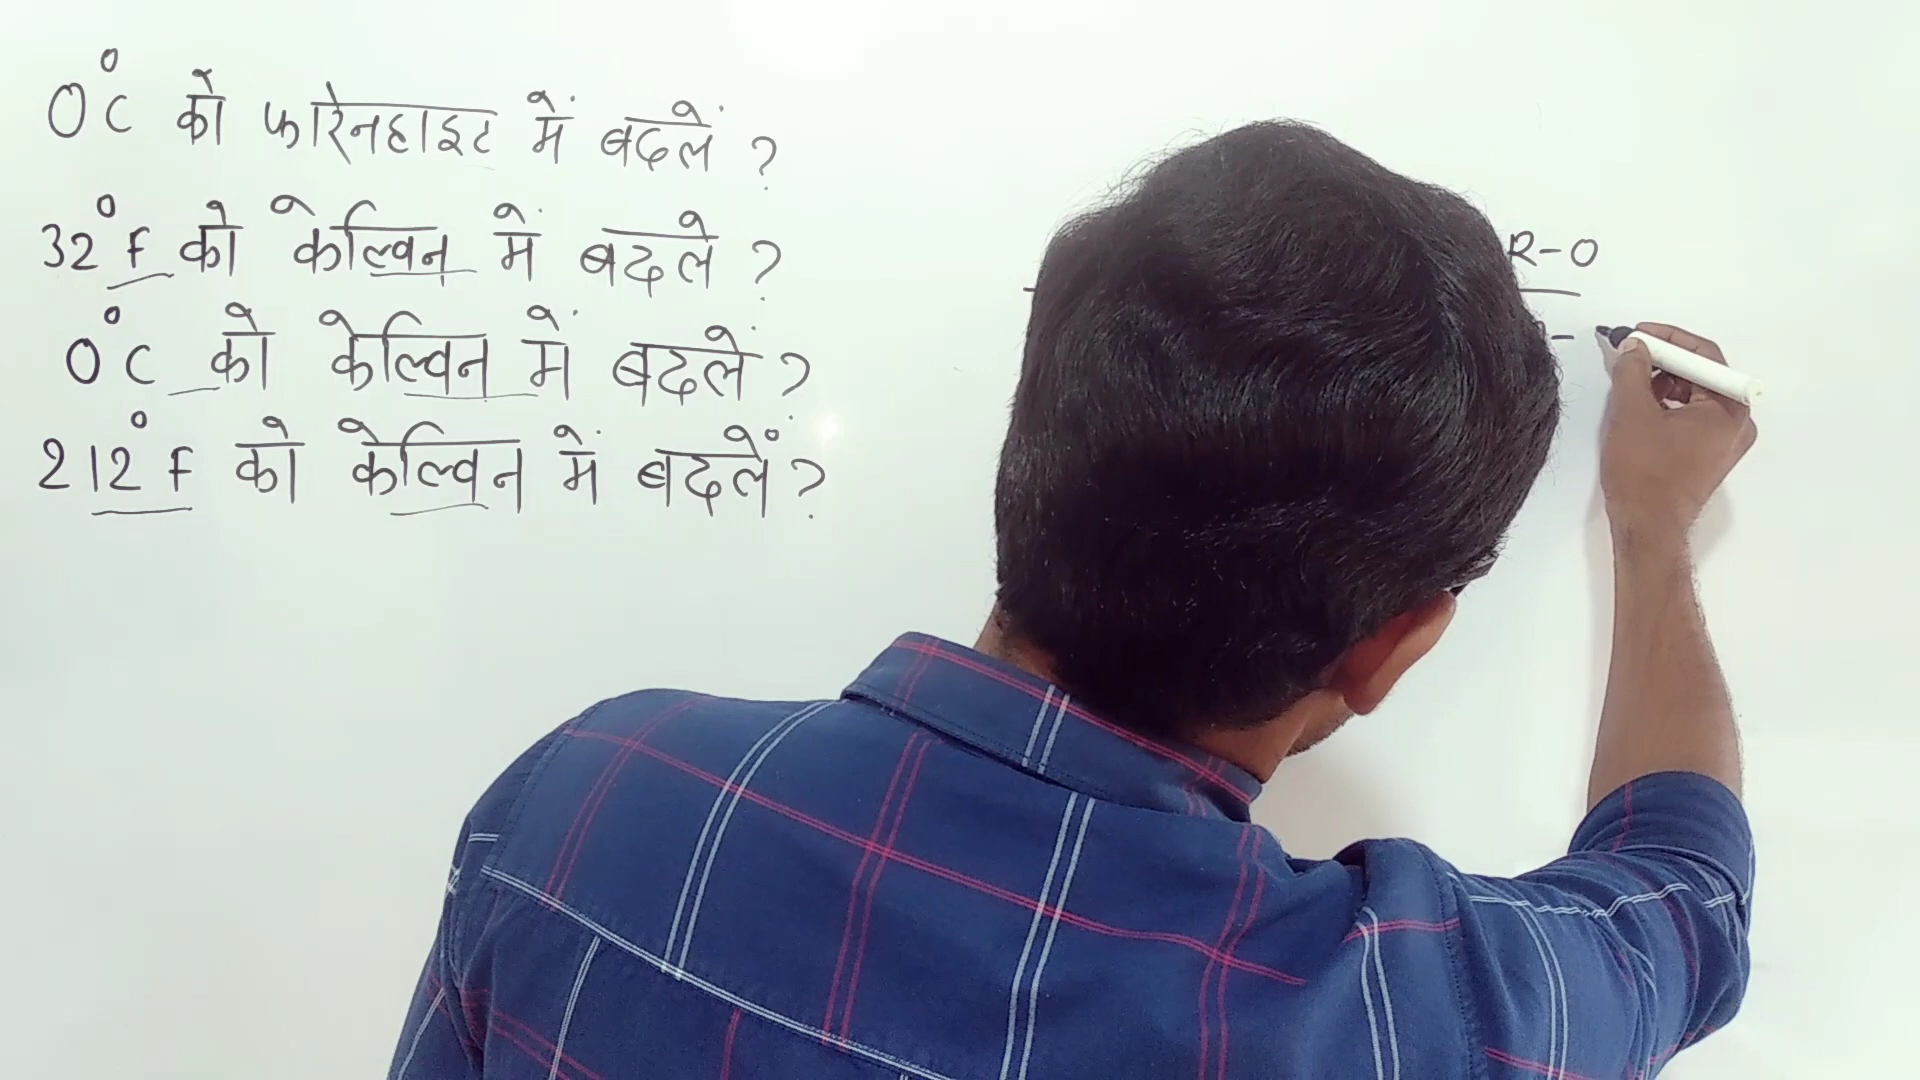 0°C को फारेनहाइट में बदलें ?
32°F को केल्विन में बदले ?
0°C को केल्विन में बदलें ?
212°F को केल्विन में बदलें ?
R-0